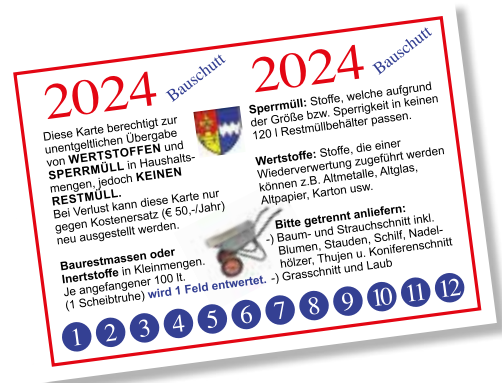 2024 Bauschutt
Diese Karte berechtigt zur
unentgeltlichen Übergabe
von WERTSTOFFEN und
SPERRMÜLL in Haushalts-
mengen, jedoch KEINEN
RESTMÜLL.
Bei Verlust kann diese Karte nur
gegen Kostenersatz (€ 50,-/Jahr)
neu ausgestellt werden.
Baurestmassen oder
Inertstoffe in Kleinmengen.
Je angefangener 100 lt.
(1 Scheibtruhe) wird 1 Feld entwertet.
2024 Bauschutt
Sperrmüll: Stoffe, welche aufgrund
der Größe bzw. Sperrigkeit in keinen
120 l Restmüllbehälter passen.
Wertstoffe: Stoffe, die einer
Wiederverwertung zugeführt werden
können z.B. Altmetalle, Altglas,
Altpapier, Karton usw.
Bitte getrennt anliefern:
-) Baum- und Strauchschnitt inkl.
Blumen, Stauden, Schilf, Nadel-
hölzer, Thujen u. Koniferenschnitt
-) Grasschnitt und Laub
1 2 3 4 5 6 7 8 9 10 11 12